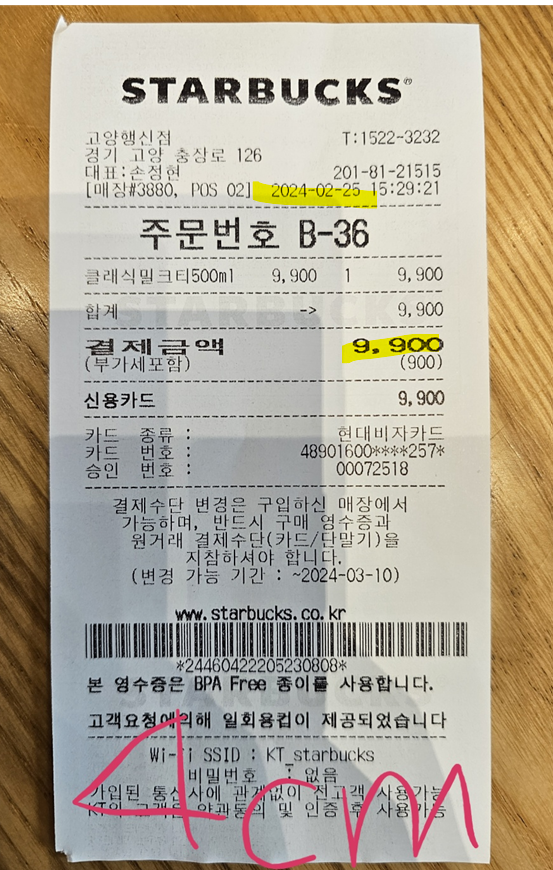 STARBUCKS
고양행신점 T:1522-3232
경기 고양 충장로 126
대표:손정현 201-81-21515
[매장#3880, POS 02] 2024-02-25 15:29:21
주문번호 B-36
클래식밀크티500ml 9,900 1 9,900
합계 -> 9,900
결제금액 9,900
(부가세포함) (900)
신용카드 9,900
카드 종류 : 현대비자카드
카드 번호 : 48901600****257*
승인 번호 : 00072518
결제수단 변경은 구입하신 매장에서
가능하며, 반드시 구매 영수증과
원거래 결제수단(카드/단말기)을
지참하셔야 합니다.
(변경 가능 기간 : ~2024-03-10)
www.starbucks.co.kr
*24460422205230808*
본 영수증은 BPA Free 종이를 사용합니다.
고객요청에의해 일회용컵이 제공되었습니다
Wi-Fi SSID : KT_starbucks
비밀번호 : 없음
가입된 통신사에 관계없이 전고객 사용가능
KT외 고객은 약관동의 및 인증 후 사용가능
4cm